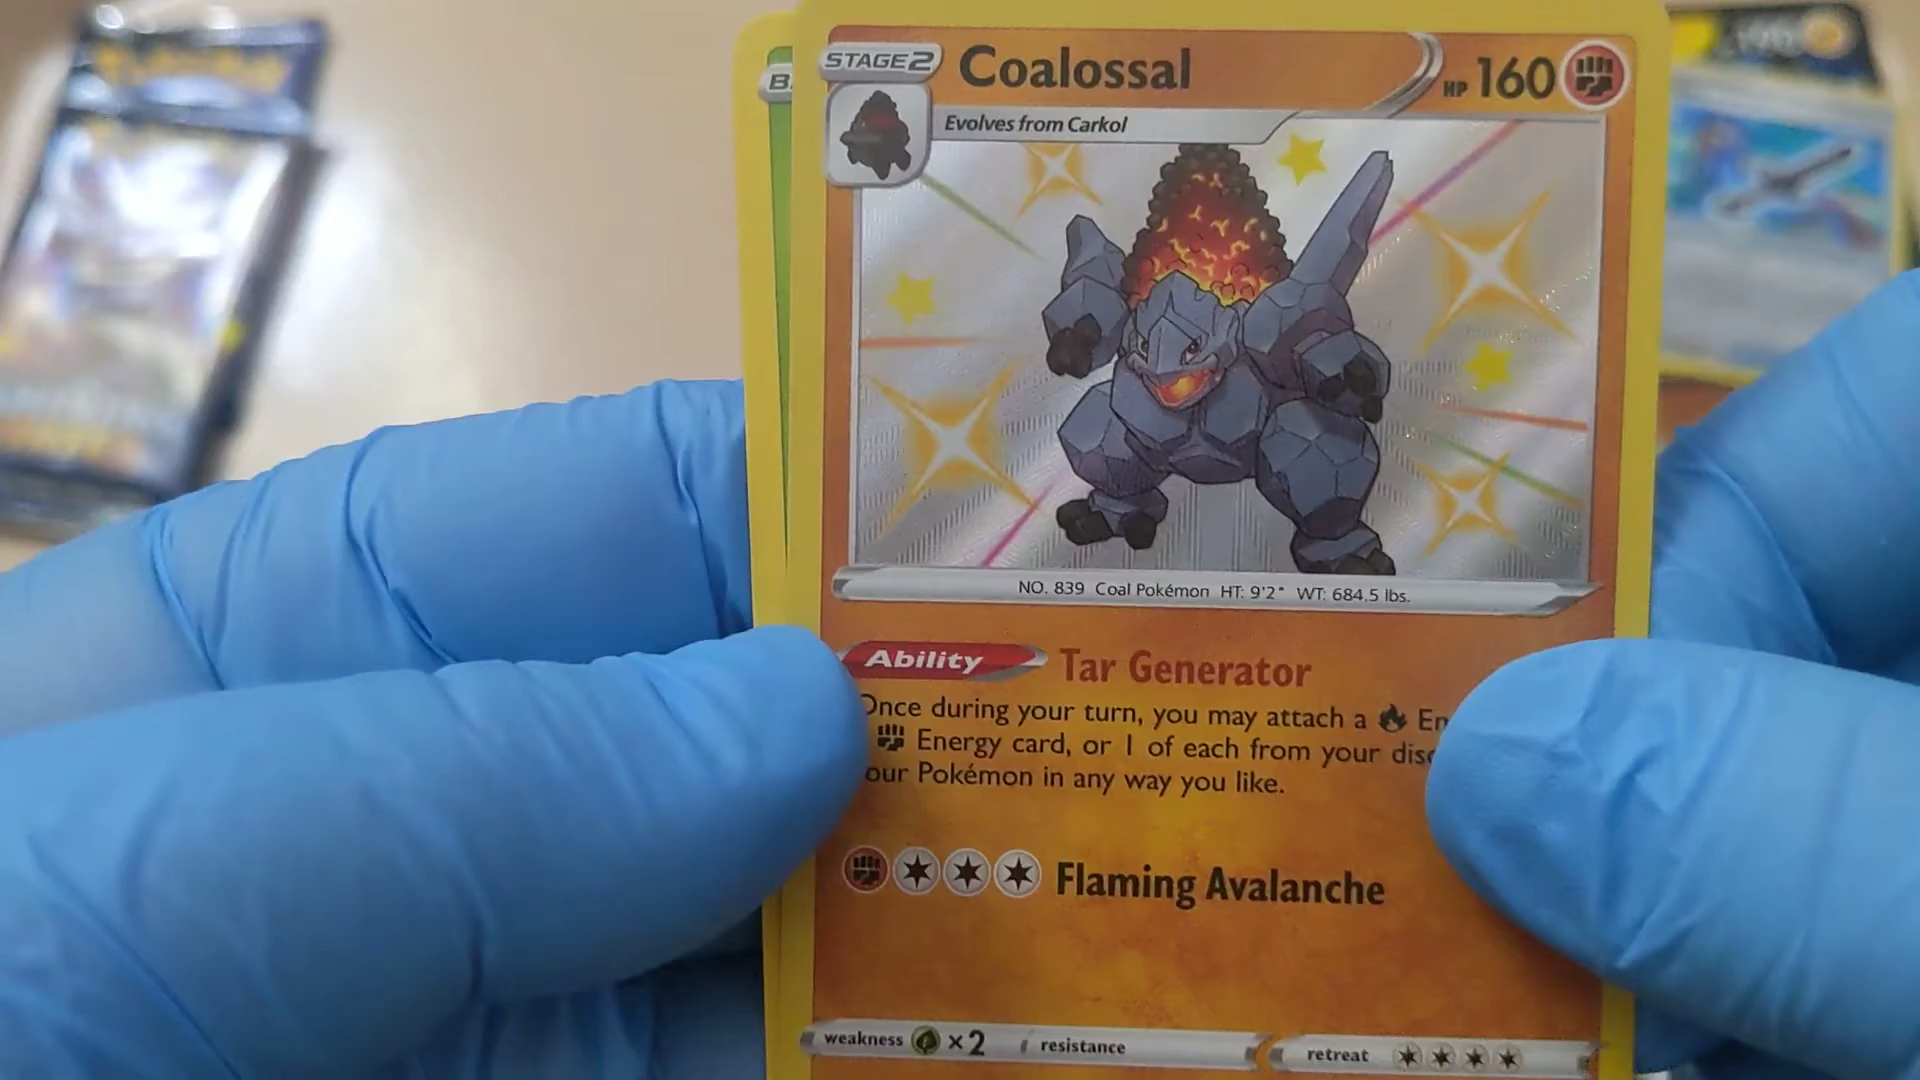 STAGE2
Coalossal
HP 160
B
Evolves from Carkol
NO. 839 Coal Pokémon HT: 9'2" WT: 684.5 lbs.
Ability Tar Generator
Once during your turn, you may attach a En
Energy card, or 1 of each from your disc
our Pokémon in any way you like.
Flaming Avalanche
weakness ×2 resistance retreat